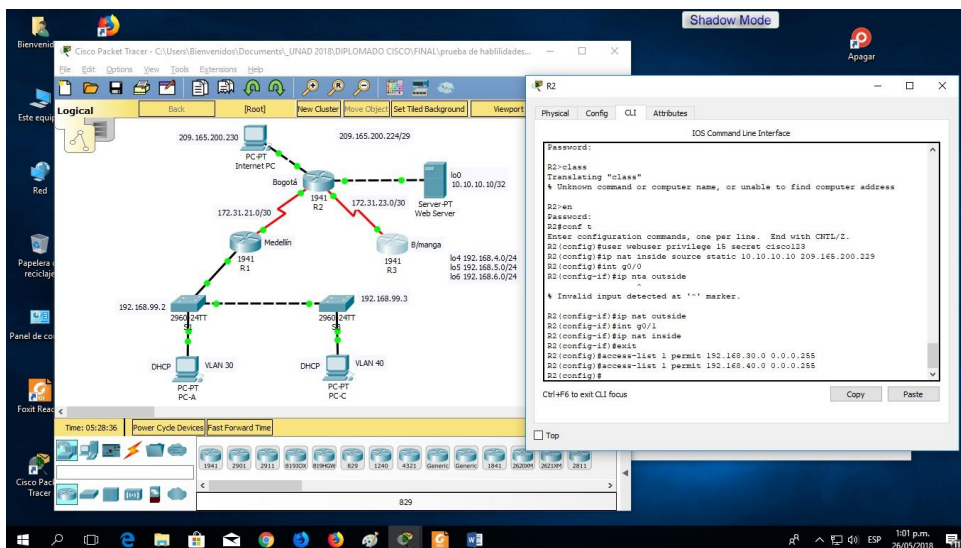 Shadow Mode
Bienvenid
Apagar
Este equip
Red
Papelera
reciclaje
Panel de co
Foxit Read
Cisco Pac
Tracer
Cisco Packet Tracer - C:\Users\Bienvenidos\Documents\_UNAD 2018\DIPLOMADO CISCO\FINAL\prueba de hablilidades...
File Edit Options View Tools Extensions Help
Logical Back [Root] New Cluster Move Object Set Tiled Background Viewport
209.165.200.230
209.165.200.224/29
PC-PT
Internet PC
Bogotá
1941
R2
lo0
10.10.10.10/32
Server-PT
Web Server
172.31.21.0/30
172.31.23.0/30
Medellín
1941
R1
B/manga
1941
R3
lo4 192.168.4.0/24
lo5 192.168.5.0/24
lo6 192.168.6.0/24
192.168.99.2
2960-24TT
S1
192.168.99.3
2960-24TT
DHCP
VLAN 30
PC-PT
PC-A
DHCP
VLAN 40
PC-PT
PC-C
Time: 05:28:36 Power Cycle Devices Fast Forward Time
1941 2901 2911 819IOX 819HGW 829 1240 4321 Generic Generic 1841 2620XM 2621XM 2811
829
R2
Physical Config CLI Attributes
IOS Command Line Interface
Password:
R2>class
Translating "class"
% Unknown command or computer name, or unable to find computer address
R2>en
Password:
R2#conf t
Enter configuration commands, one per line. End with CNTL/Z.
R2(config)#user webuser privilege 15 secret cisco123
R2(config)#ip nat inside source static 10.10.10.10 209.165.200.229
R2(config)#int g0/0
R2(config-if)#ip nta outside
^
% Invalid input detected at '^' marker.
R2(config-if)#ip nat outside
R2(config-if)#int g0/1
R2(config-if)#ip nat inside
R2(config-if)#exit
R2(config)#access-list 1 permit 192.168.30.0 0.0.0.255
R2(config)#access-list 1 permit 192.168.40.0 0.0.0.255
R2(config)#
Ctrl+F6 to exit CLI focus
Copy Paste
Top
ESP
1:01 p.m.
26/05/2018